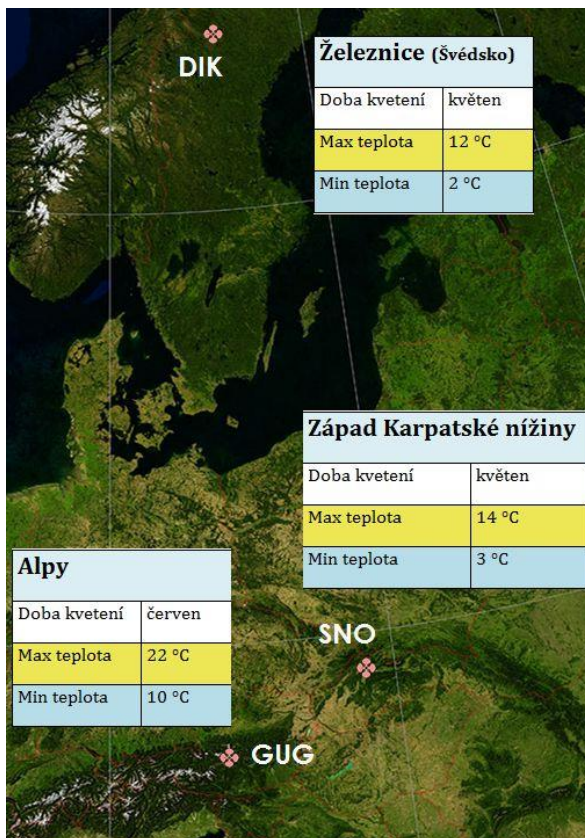 DIK
Železnice (Švédsko)
Doba kvetení květen
Max teplota 12 °C
Min teplota 2 °C
Západ Karpatské nížiny
Doba kvetení květen
Max teplota 14 °C
Min teplota 3 °C
Alpy
Doba kvetení červen
Max teplota 22 °C
Min teplota 10 °C
SNO
GUG